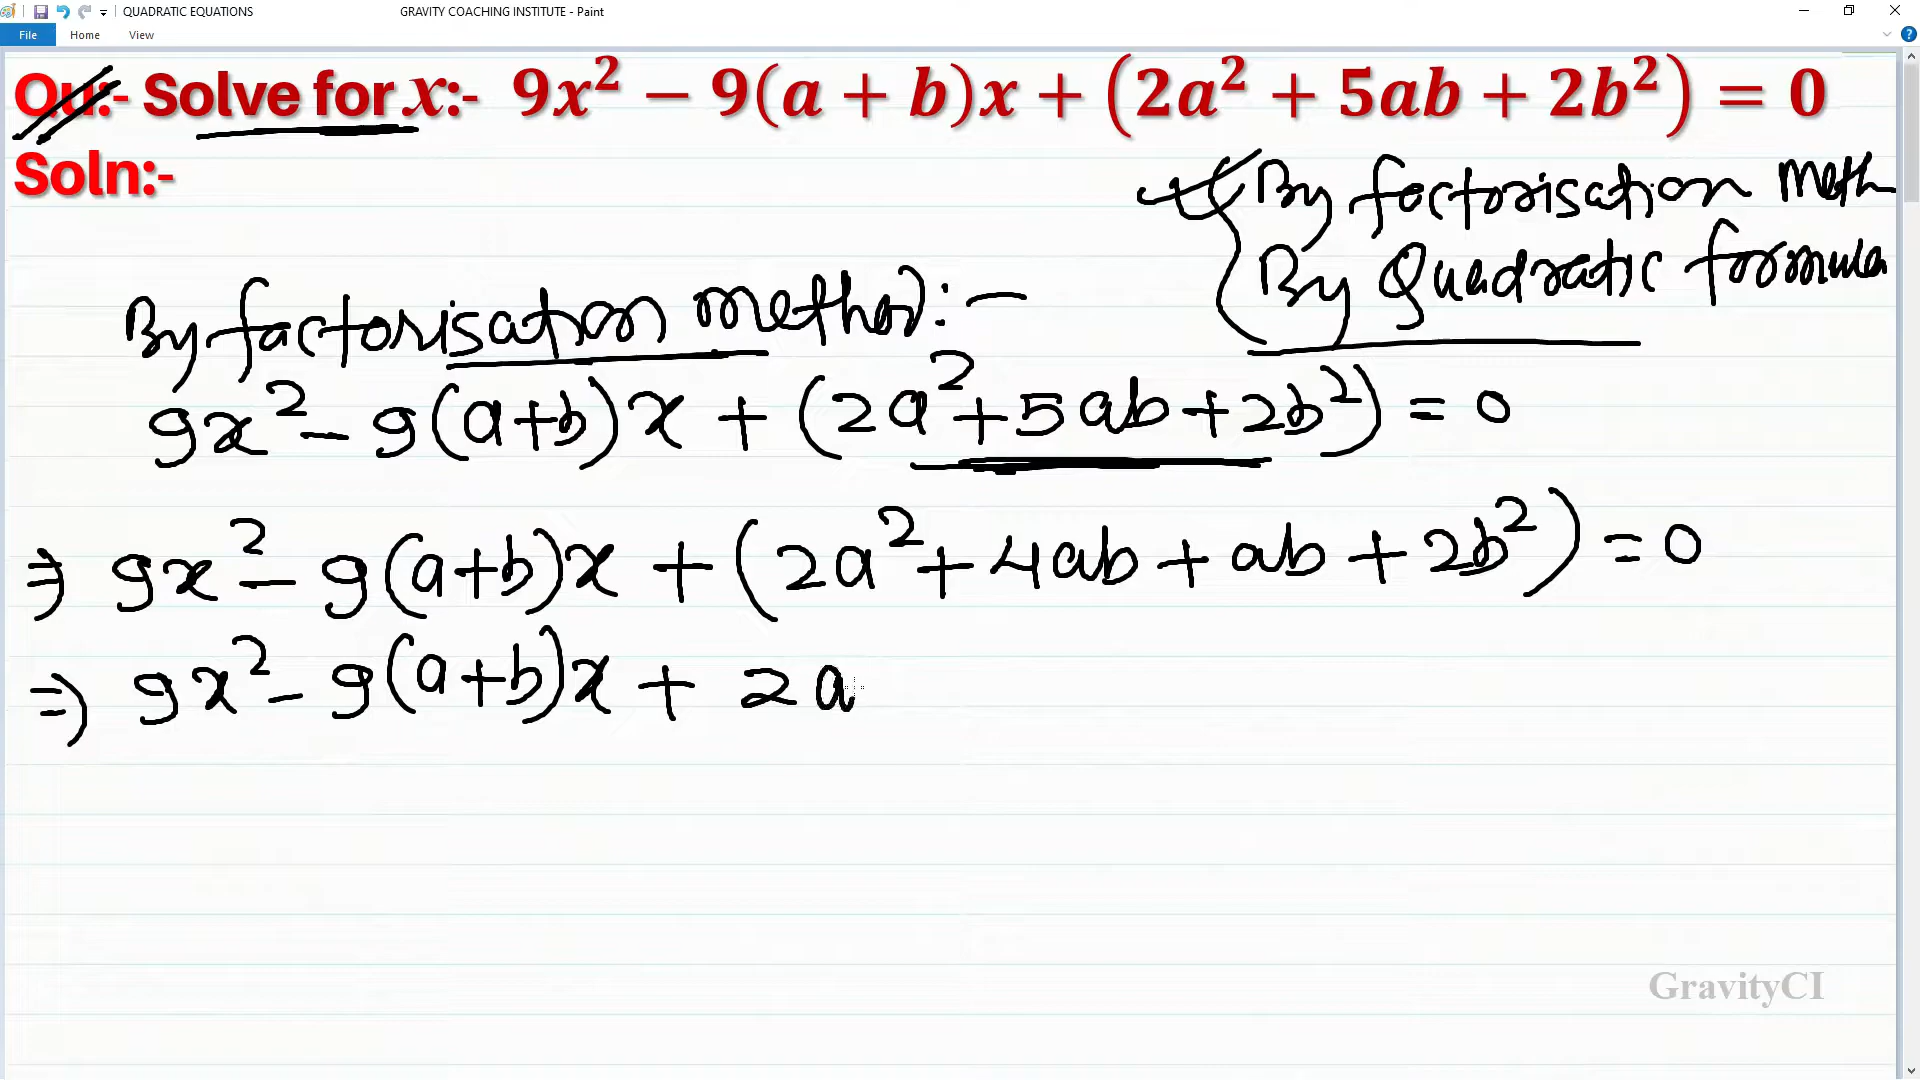 QUADRATIC EQUATIONS GRAVITY COACHING INSTITUTE - Paint
File Home View
Qu:- Solve for x:- 9x² − 9(a + b)x + (2a² + 5ab + 2b²) = 0
Soln:-
By factorisation Meth
By Quadratic formula
By factorisation method:-
9x² - 9(a+b)x + (2a² + 5ab + 2b²) = 0
⇒ 9x² - 9(a+b)x + (2a² + 4ab + ab + 2b²) = 0
⇒ 9x² - 9(a+b)x + 2a
GravityCI